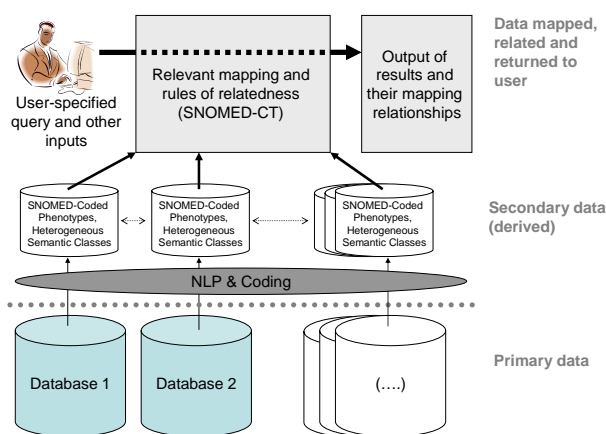 Data mapped,
related and
returned to
user
Relevant mapping and
rules of relatedness
(SNOMED-CT)
Output of
results and
their mapping
relationships
User-specified
query and other
inputs
SNOMED-Coded
Phenotypes,
Heterogeneous
Semantic Classes
SNOMED-Coded
Phenotypes,
Heterogeneous
Semantic Classes
SNOMED-Coded
Phenotypes,
Heterogeneous
Semantic Classes
Secondary data
(derived)
NLP & Coding
Database 1
Database 2
(....)
Primary data